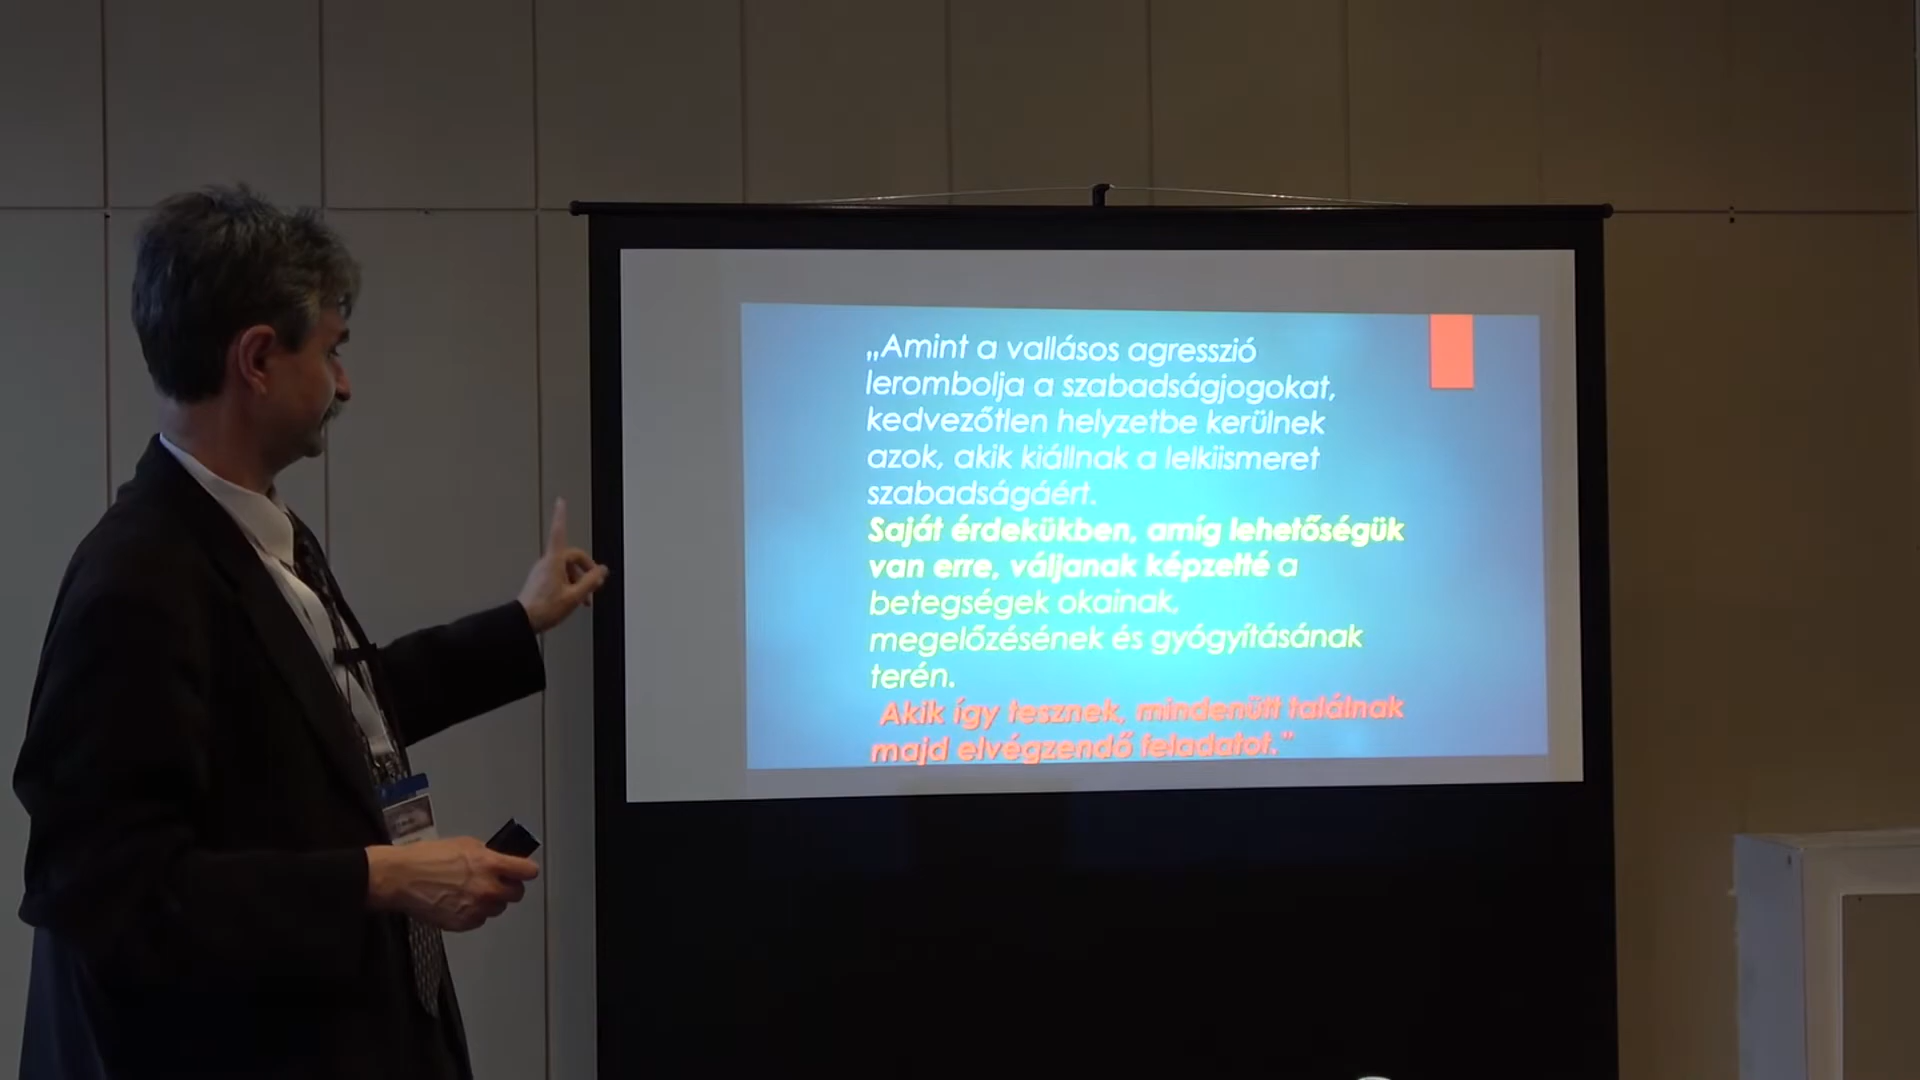 „Amint a vallásos agresszió
lerombolja a szabadságjogokat,
kedvezőtlen helyzetbe kerülnek
azok, akik kiállnak a lelkiismeret
szabadságáért.
Saját érdekükben, amíg lehetőségük
van erre, váljanak képzetté a
betegségek okainak,
megelőzésének és gyógyításának
terén.
Akik így tesznek, mindenütt találnak
majd elvégzendő feladatot."